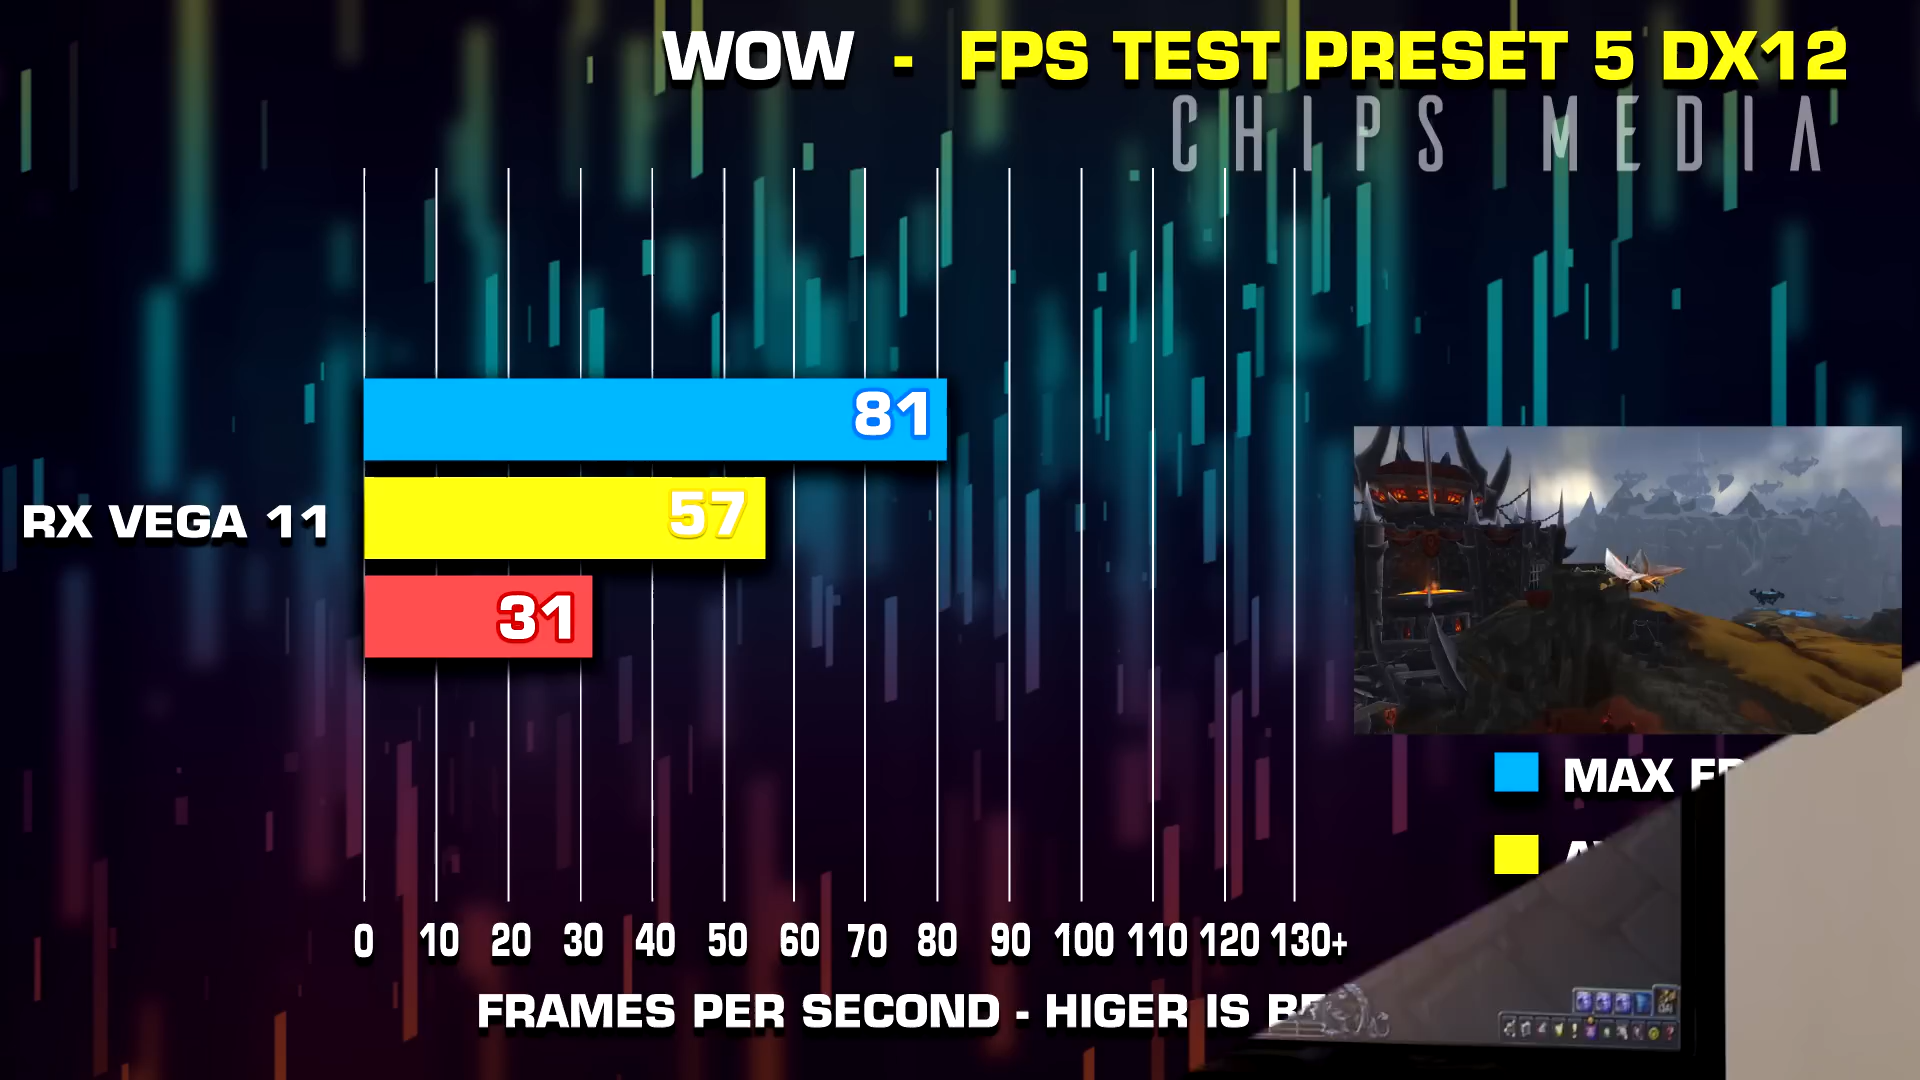 WOW - FPS TEST PRESET 5 DX12
CHIPS MEDIA
81
RX VEGA 11
57
31
MAX
0 10 20 30 40 50 60 70 80 90 100 110 120 130+
FRAMES PER SECOND - HIGER IS